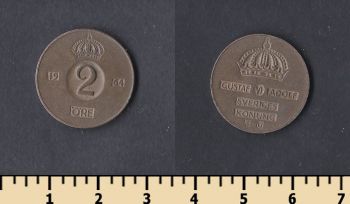 19 64
2
ÖRE
GUSTAF VI ADOLF
SVERIGES
KONUNG
1 2 3 4 5 6 7